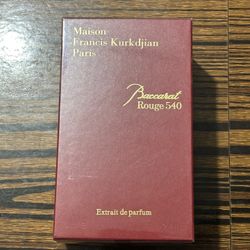 Maison
Francis Kurkdjian
Paris
Baccarat
Rouge 540
Extrait de parfum